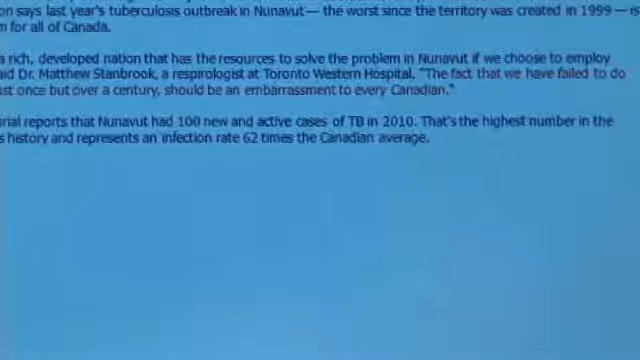 on says last year's tuberculosis outbreak in Nunavut — the worst since the territory was created in 1999 — is
m for all of Canada.
a rich, developed nation that has the resources to solve the problem in Nunavut if we choose to employ
aid Dr. Matthew Stanbrook, a respirologist at Toronto Western Hospital. "The fact that we have failed to do
ust once but over a century, should be an embarrassment to every Canadian."
orial reports that Nunavut had 100 new and active cases of TB in 2010. That's the highest number in the
s history and represents an infection rate 62 times the Canadian average.